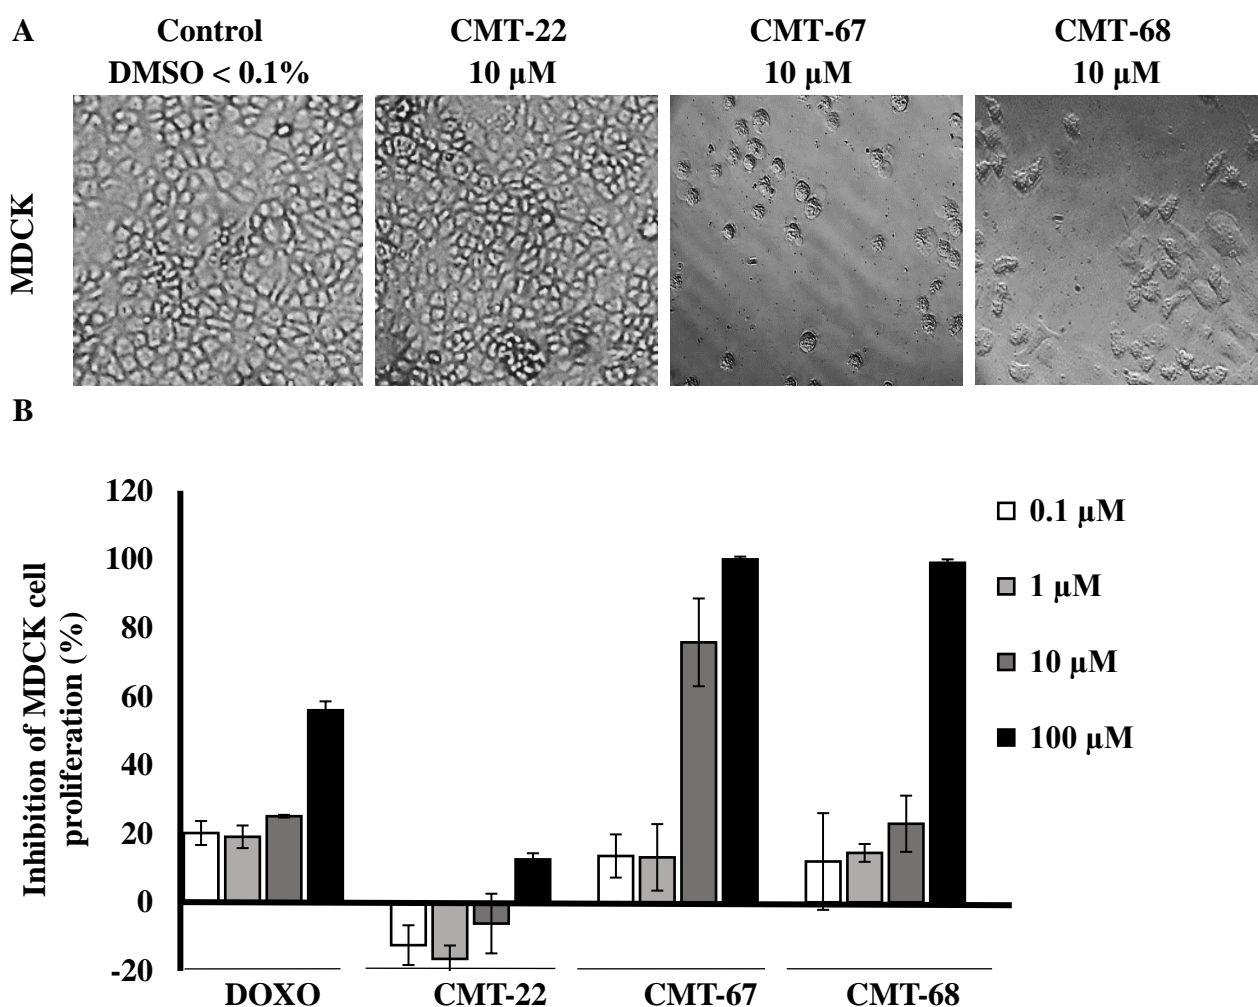 A
Control
DMSO < 0.1%
CMT-22
10 μM
CMT-67
10 μM
CMT-68
10 μM
MDCK
B
Inhibition of MDCK cell
proliferation (%)
120
100
80
60
40
20
0
-20
0.1 μM
1 μM
10 μM
100 μM
DOXO
CMT-22
CMT-67
CMT-68